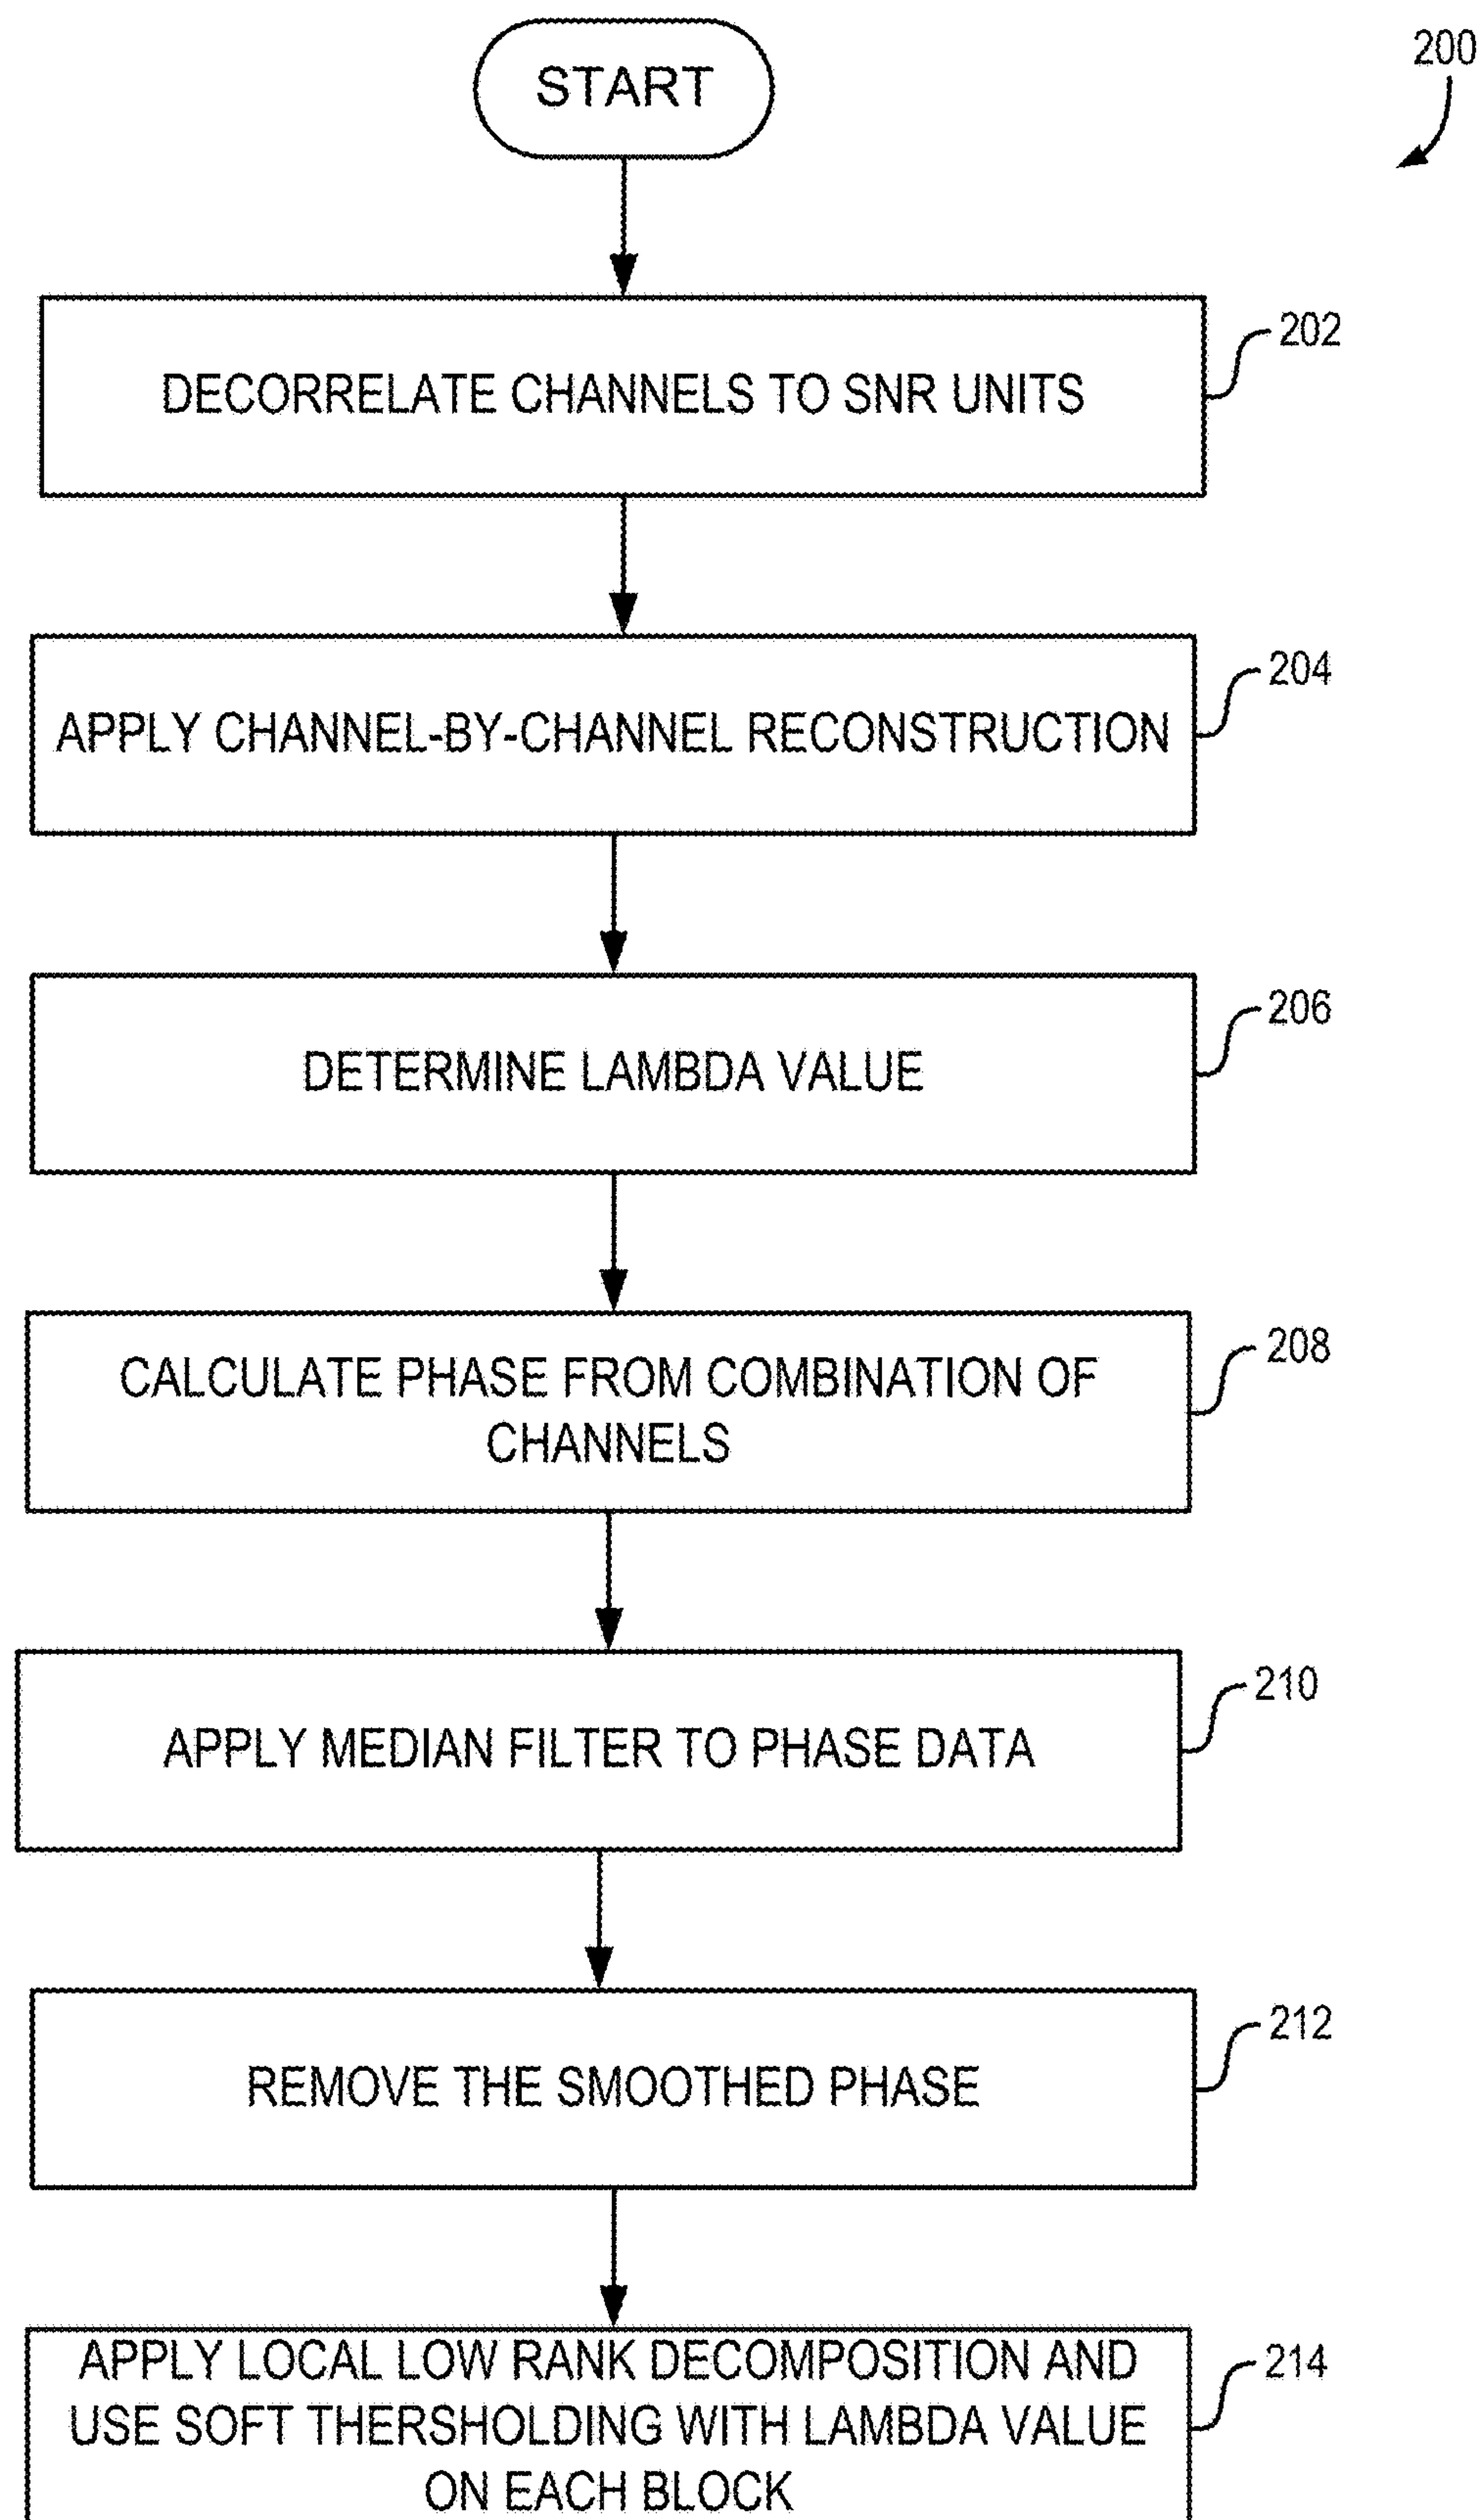 START
200
DECORRELATE CHANNELS TO SNR UNITS
202
APPLY CHANNEL-BY-CHANNEL RECONSTRUCTION
204
DETERMINE LAMBDA VALUE
206
CALCULATE PHASE FROM COMBINATION OF
CHANNELS
208
APPLY MEDIAN FILTER TO PHASE DATA
210
REMOVE THE SMOOTHED PHASE
212
APPLY LOCAL LOW RANK DECOMPOSITION AND
USE SOFT THERSHOLDING WITH LAMBDA VALUE
ON EACH BLOCK
214